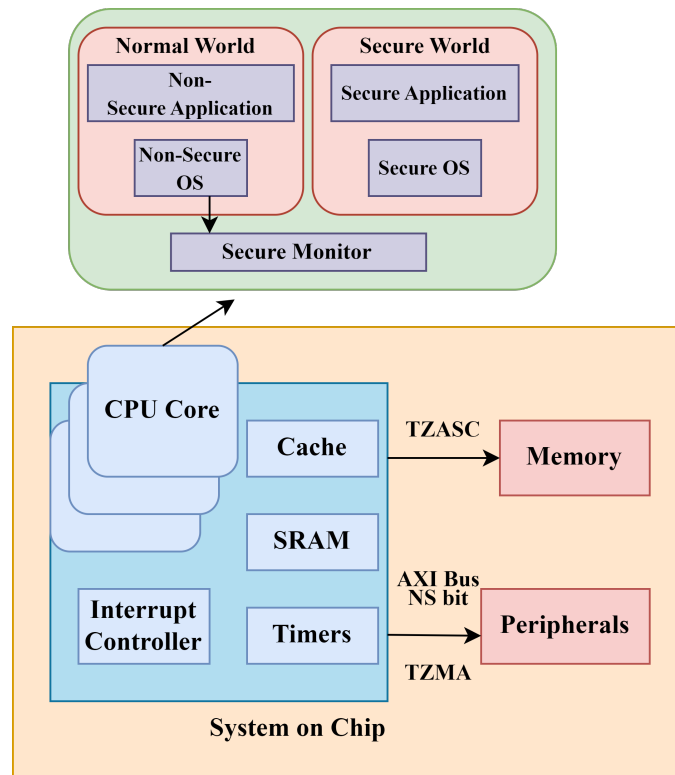 Normal World
Secure World
Non-
Secure Application
Secure Application
Non-Secure
OS
Secure OS
Secure Monitor
CPU Core
Cache
TZASC
Memory
SRAM
AXI Bus
NS bit
Interrupt
Controller
Timers
Peripherals
TZMA
System on Chip